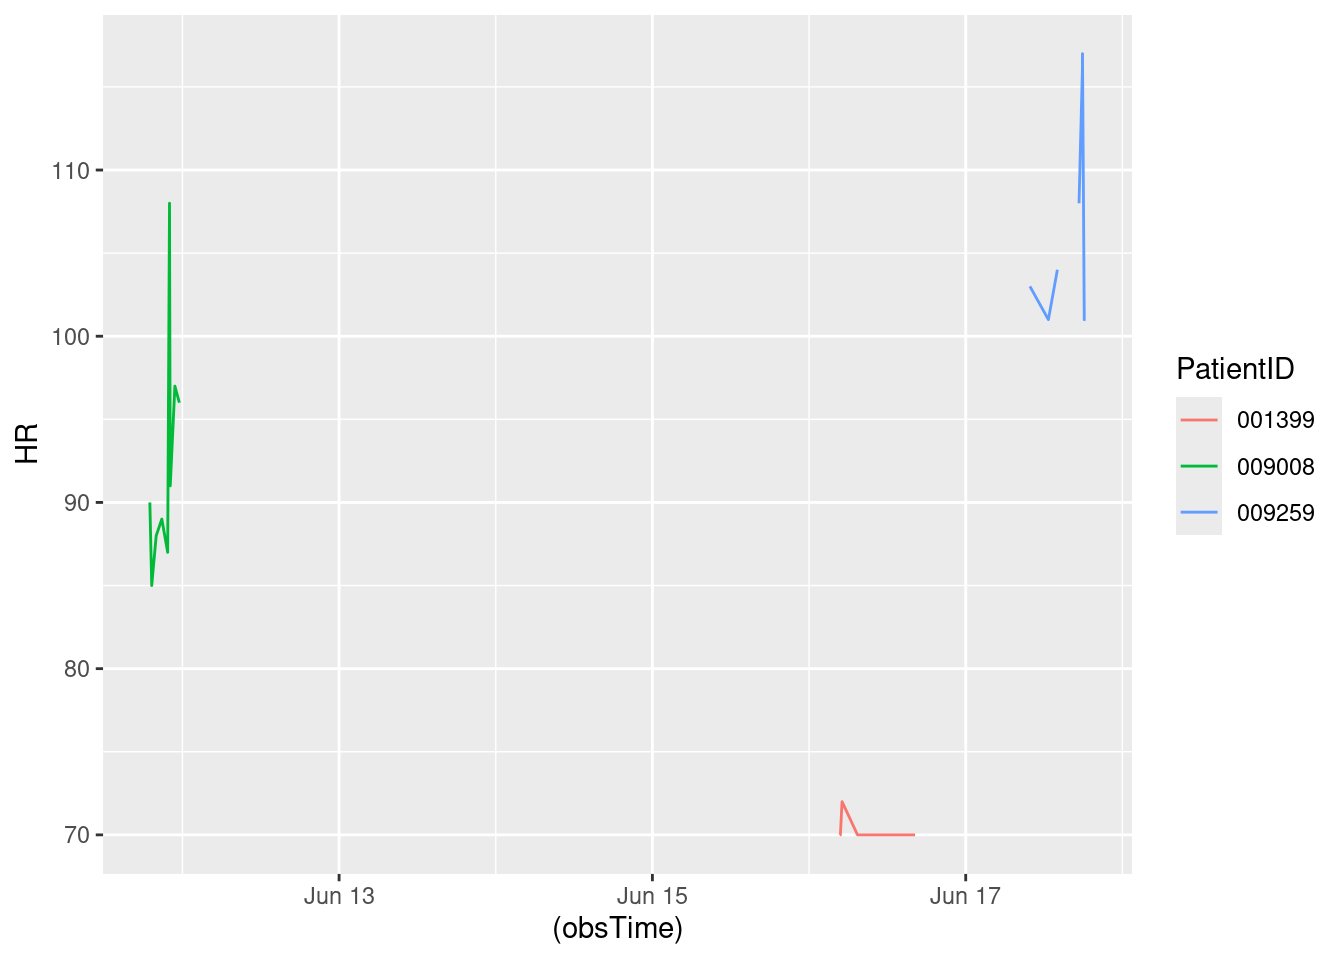 110
100
90
80
70
HR
Jun 13
Jun 15
Jun 17
(obsTime)
PatientID
001399
009008
009259